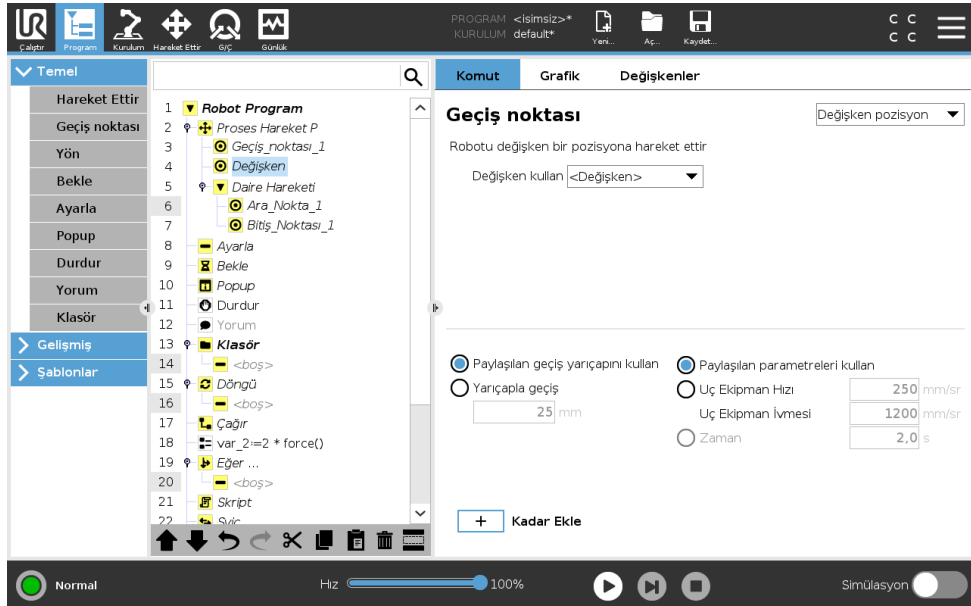 PROGRAM <isimsiz>*
KURULUM default*
Çalıştır
Program
Kurulum
Hareket Ettir
G/Ç
Günlük
Yeni...
Aç...
Kaydet...
C C
C C
Temel
Hareket Ettir
Geçiş noktası
Yön
Bekle
Ayarla
Popup
Durdur
Yorum
Klasör
Gelişmiş
Şablonlar
1 Robot Program
2 Proses Hareket P
3 Geçiş_noktası_1
4 Değişken
5 Daire Hareketi
6 Ara_Nokta_1
7 Bitiş_Noktası_1
8 Ayarla
9 Bekle
10 Popup
11 Durdur
12 Yorum
13 Klasör
14 <boş>
15 Döngü
16 <boş>
17 Çağır
18 var_2:=2 * force()
19 Eğer ...
20 <boş>
21 Skript
22 Sviç
Komut
Grafik
Değişkenler
Geçiş noktası
Değişken pozisyon
Robotu değişken bir pozisyona hareket ettir
Değişken kullan <Değişken>
Paylaşılan geçiş yarıçapını kullan
Yarıçapla geçiş
25 mm
Paylaşılan parametreleri kullan
Uç Ekipman Hızı 250 mm/sr
Uç Ekipman İvmesi 1200 mm/sr
Zaman 2,0 s
+ Kadar Ekle
Normal
Hız 100%
Simülasyon